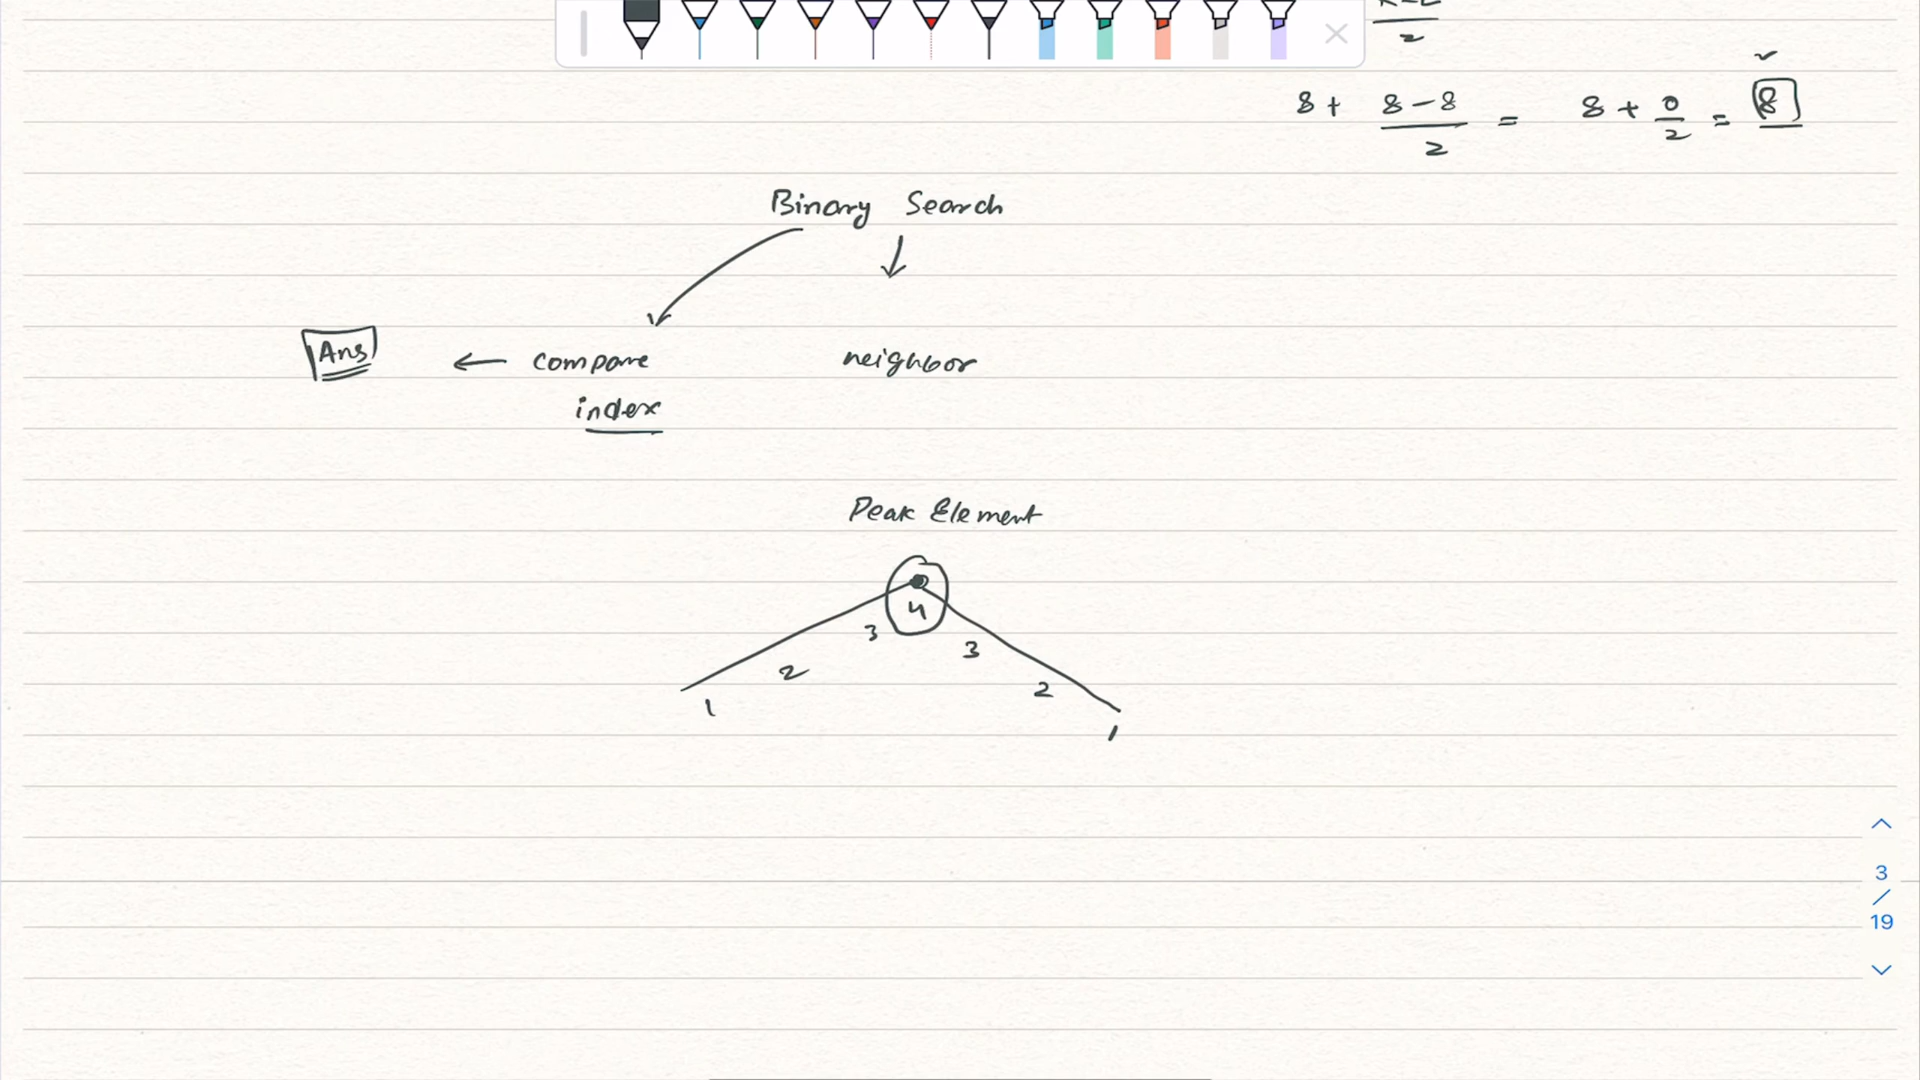 2
8 + 8 - 8 / 2 = 8 + 0 / 2 = 8
Binary Search
Ans ← compare neighbor
index
Peak Element
4
3 3
2 2
1 1
3
/
19